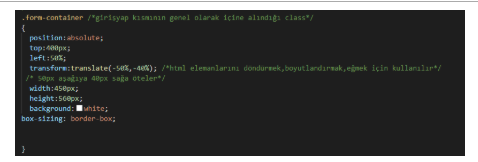 .form-container /*girişyap kısmının genel olarak içine alındığı class*/
{
position:absolute;
top:400px;
left:50%;
transform:translate(-50%,-40%); /*html elemanlarını döndürmek,boyutlandırmak,eğmek için kullanılır*/
/* 50px aşağıya 40px sağa öteler*/
width:450px;
height:560px;
background:white;
box-sizing: border-box;
}